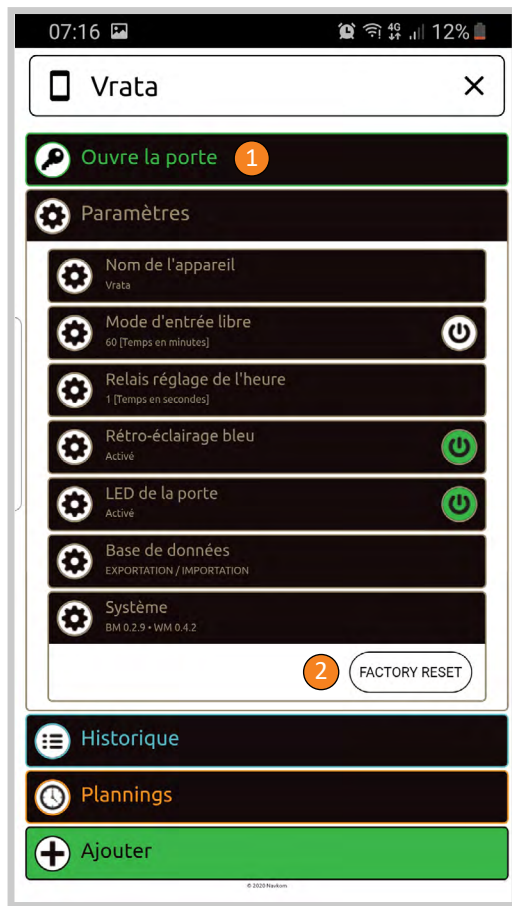 07:16 4G 12%
Vrata
Ouvre la porte 1
Paramètres
Nom de l'appareil
Vrata
Mode d'entrée libre
60 [Temps en minutes]
Relais réglage de l'heure
1 [Temps en secondes]
Rétro-éclairage bleu
Activé
LED de la porte
Activé
Base de données
EXPORTATION / IMPORTATION
Système
BM 0.2.9 • WM 0.4.2
2 FACTORY RESET
Historique
Plannings
Ajouter
© 2020 Navkom